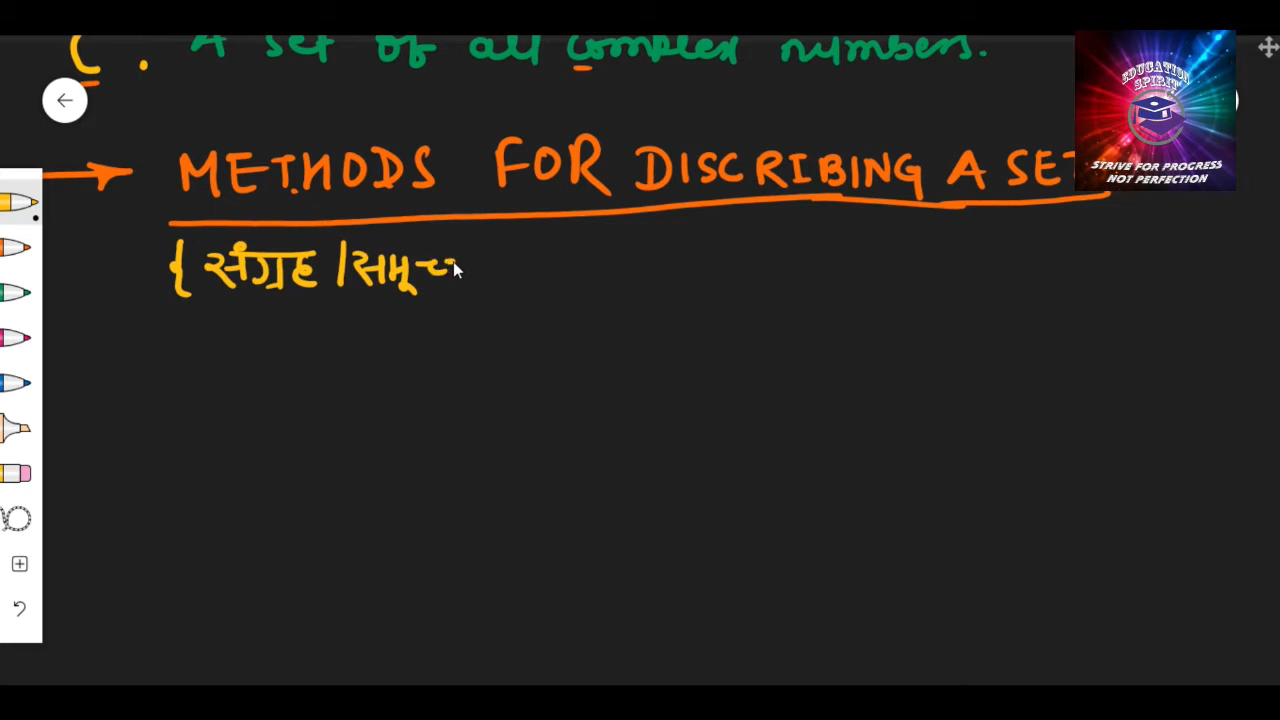 C. A set of all complex numbers.
METHODS FOR DISCRIBING A SET
{ संग्रह / समूच
EDUCATION SPIRIT
STRIVE FOR PROGRESS
NOT PERFECTION